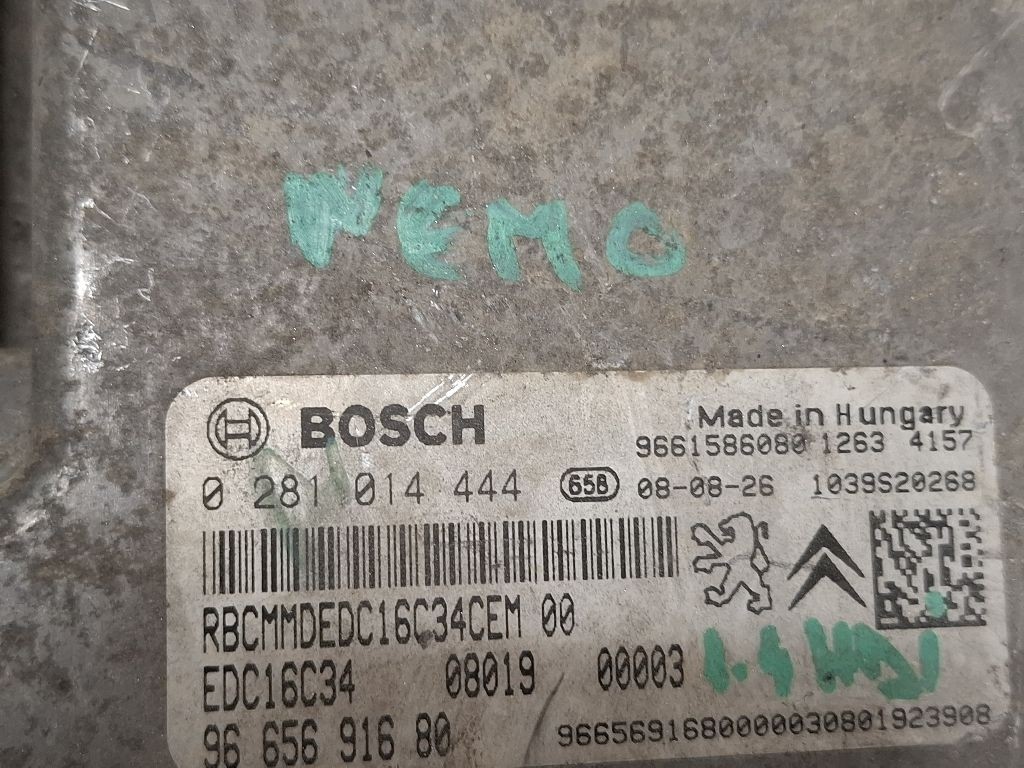 NEMO
BOSCH
Made in Hungary
9661586080 1263 4157
0 281 014 444 658 08-08-26 1039S20268
RBCMMDEDC16C34CEM 00
EDC16C34 08019 00003
1.4 HDI
96 656 916 80 9665691680000030801923908